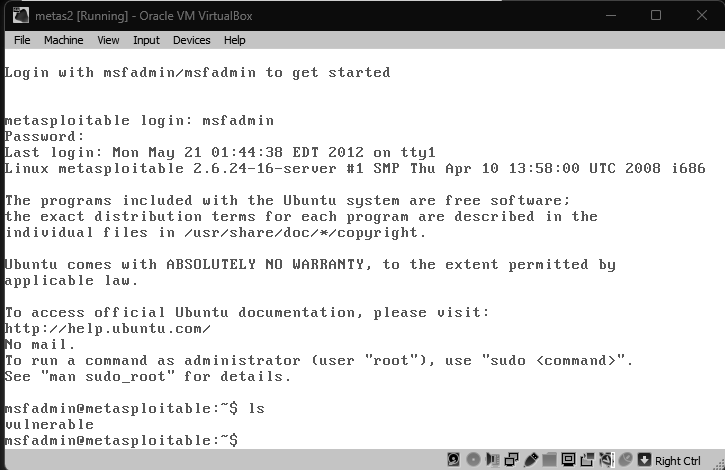 metas2 [Running] - Oracle VM VirtualBox
File Machine View Input Devices Help
Login with msfadmin/msfadmin to get started
metasploitable login: msfadmin
Password:
Last login: Mon May 21 01:44:38 EDT 2012 on tty1
Linux metasploitable 2.6.24-16-server #1 SMP Thu Apr 10 13:58:00 UTC 2008 i686
The programs included with the Ubuntu system are free software;
the exact distribution terms for each program are described in the
individual files in /usr/share/doc/*/copyright.
Ubuntu comes with ABSOLUTELY NO WARRANTY, to the extent permitted by
applicable law.
To access official Ubuntu documentation, please visit:
http://help.ubuntu.com/
No mail.
To run a command as administrator (user "root"), use "sudo <command>".
See "man sudo_root" for details.
msfadmin@metasploitable:~$ ls
vulnerable
msfadmin@metasploitable:~$
Right Ctrl